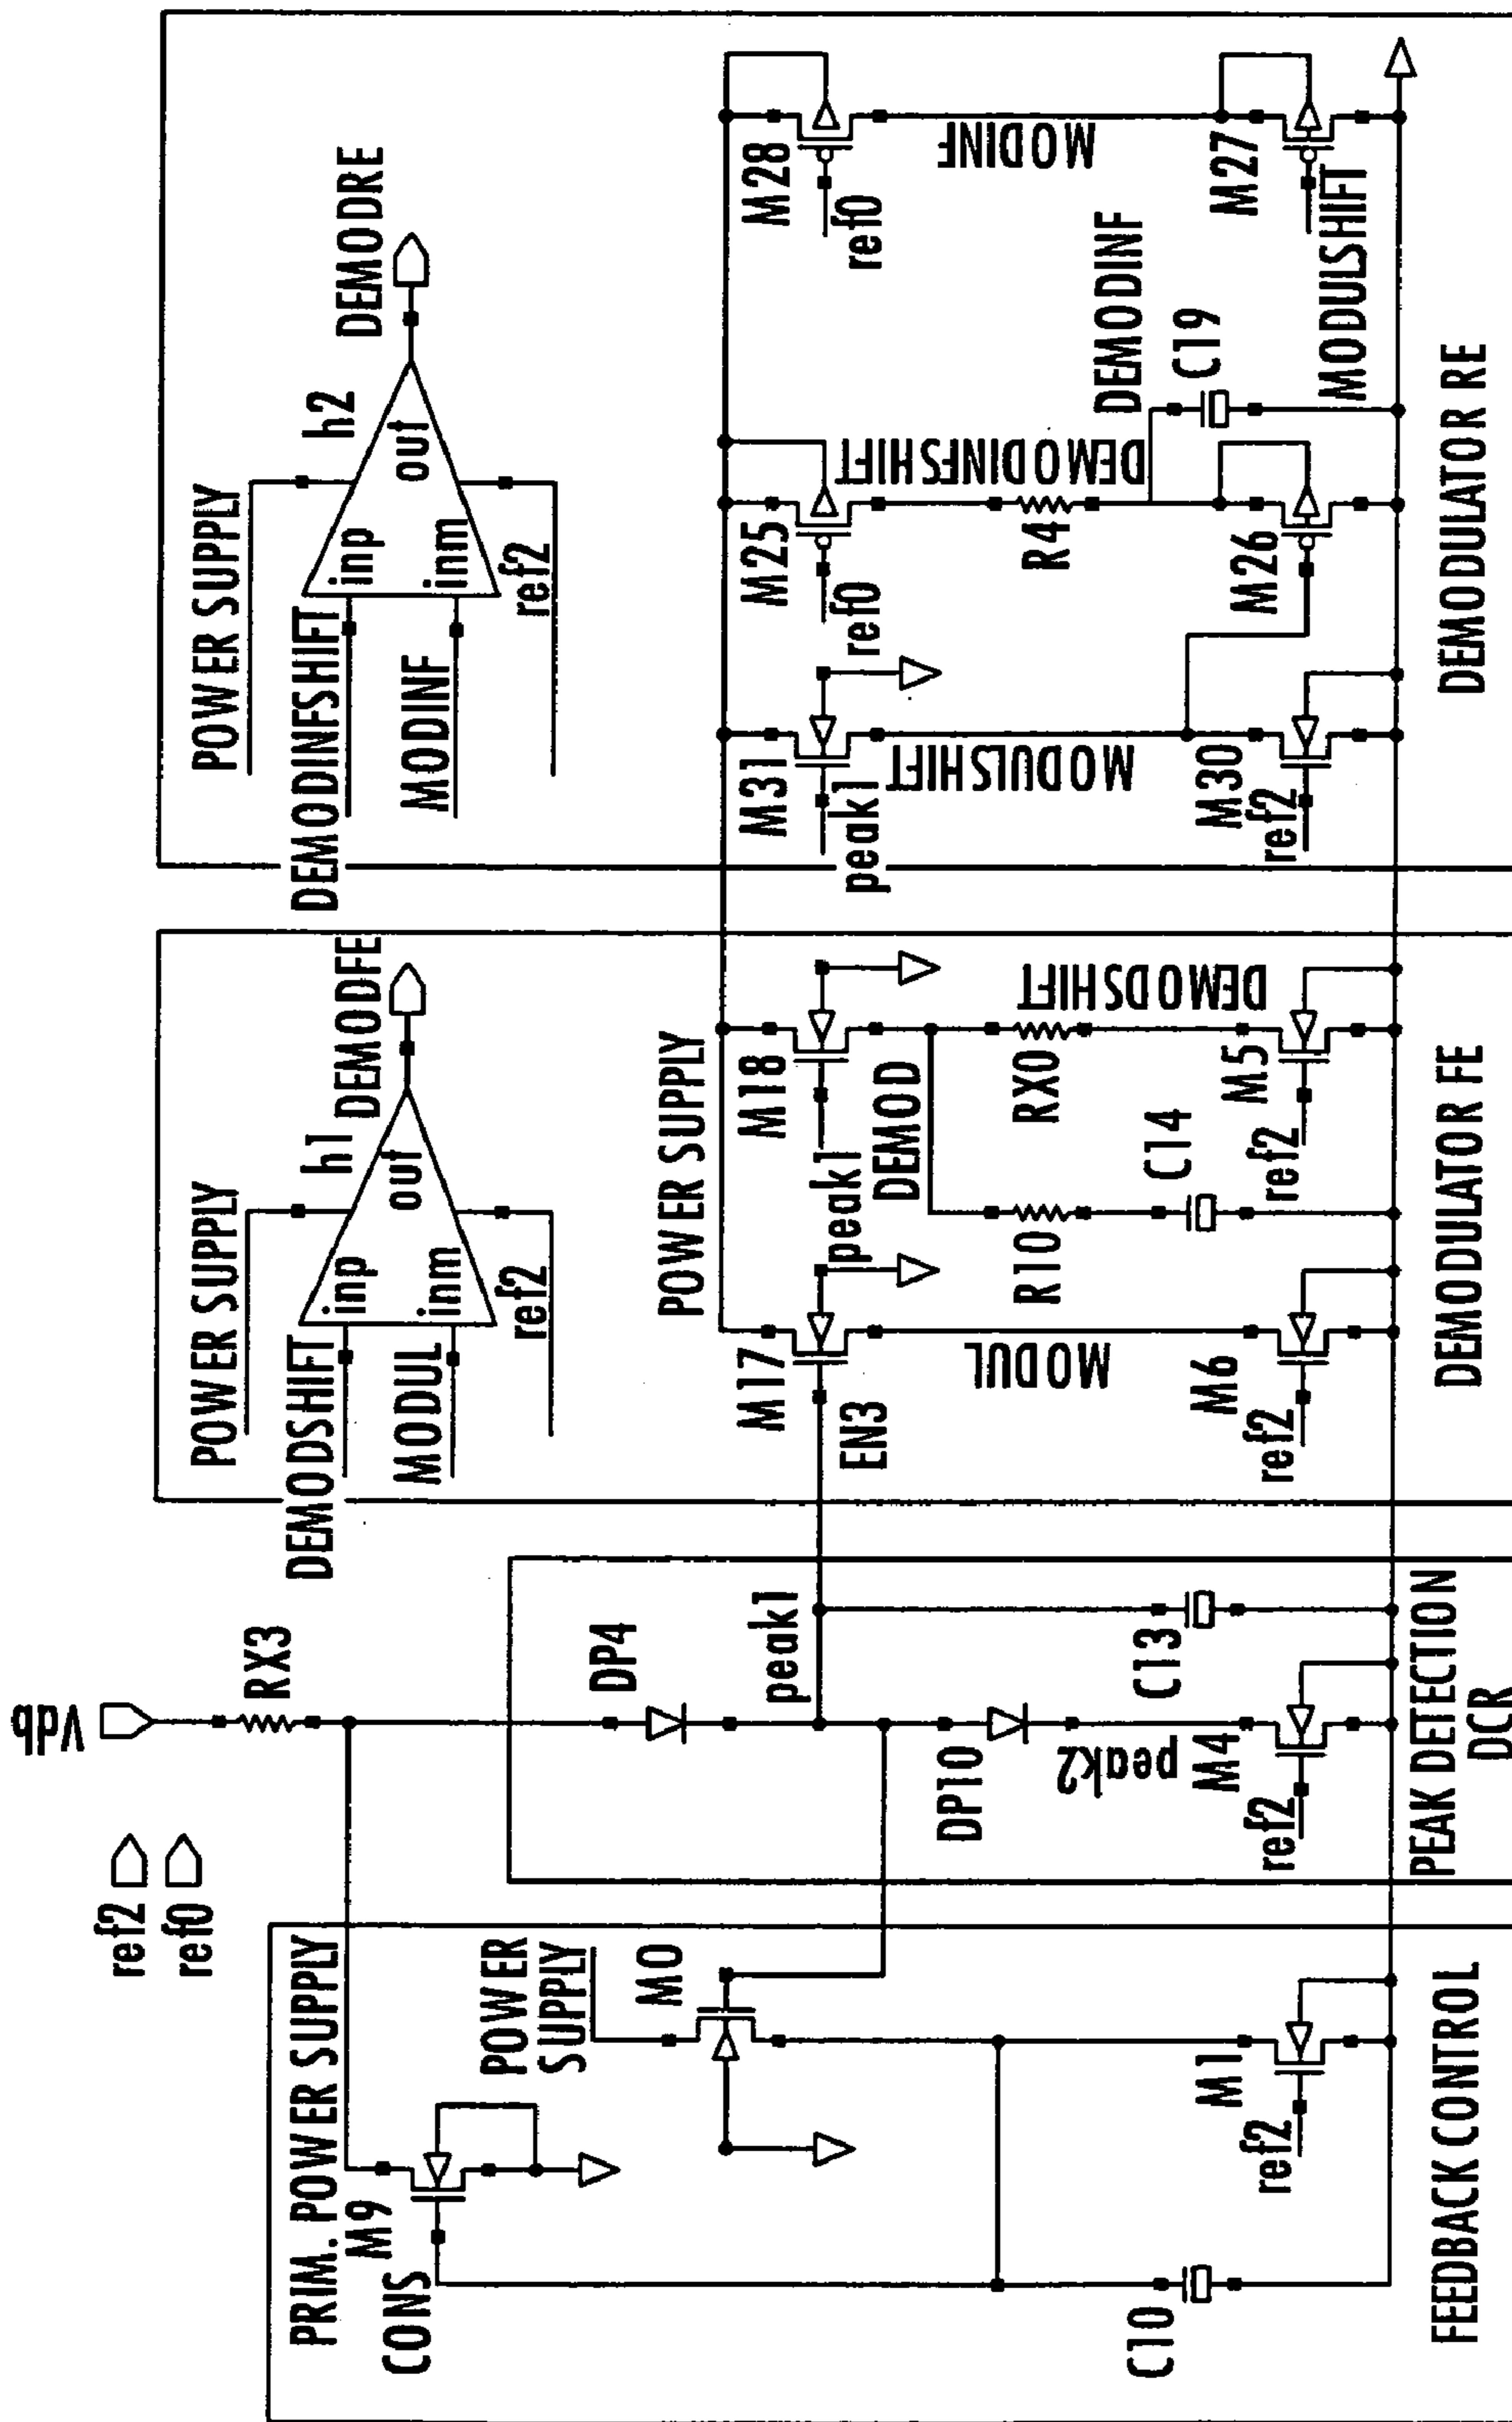 Vdb
ref2
ref0
RX3
PRIM. POWER SUPPLY
M9
CONS
POWER
SUPPLY
M0
C10
M1
ref2
FEEDBACK CONTROL
DP4
peak1
DP10
peak2
M4
ref2
C13
PEAK DETECTION
DCR
POWER SUPPLY
h1
DEMODSHIFT
inp
out
DEMODFE
MODUL
inm
ref2
POWER SUPPLY
M17
EN3
MODUL
M6
ref2
M18
peak1
DEMOD
R10
C14
RX0
DEMODSHIFT
M5
ref2
DEMODULATOR FE
POWER SUPPLY
h2
DEMODINFSHIFT
inp
out
DEMODRE
MODINF
inm
ref2
M31
peak1
MODULSHIFT
M30
ref2
M25
ref0
DEMODINFSHIFT
R4
M26
DEMODINF
C19
M28
ref0
MODINF
M27
MODULSHIFT
DEMODULATOR RE